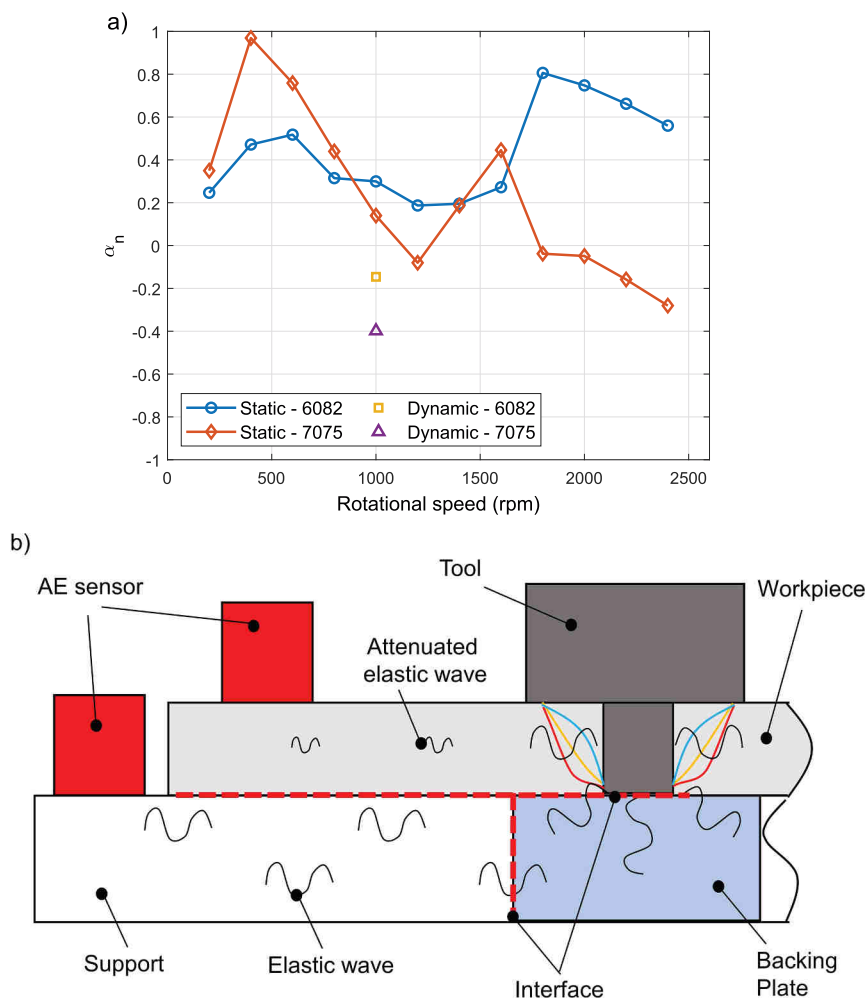 a)
1
0.8
0.6
0.4
0.2
0
-0.2
-0.4
-0.6
-0.8
-1
αn
Static - 6082
Static - 7075
Dynamic - 6082
Dynamic - 7075
0 500 1000 1500 2000 2500
Rotational speed (rpm)
b)
AE sensor
Tool
Workpiece
Attenuated
elastic wave
Support
Elastic wave
Interface
Backing
Plate